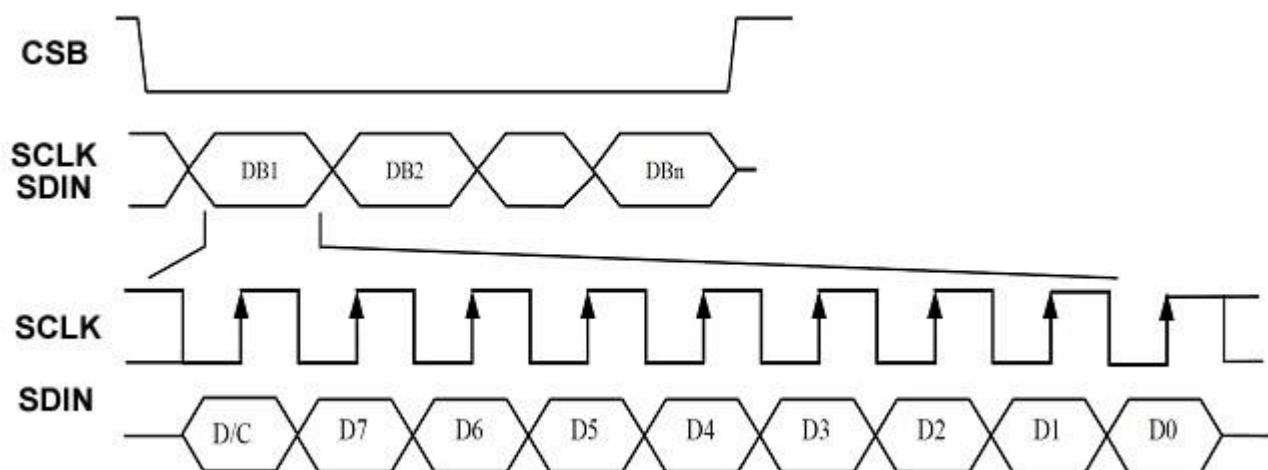 CSB
SCLK
SDIN
DB1 DB2 DBn
SCLK
SDIN
D/C D7 D6 D5 D4 D3 D2 D1 D0